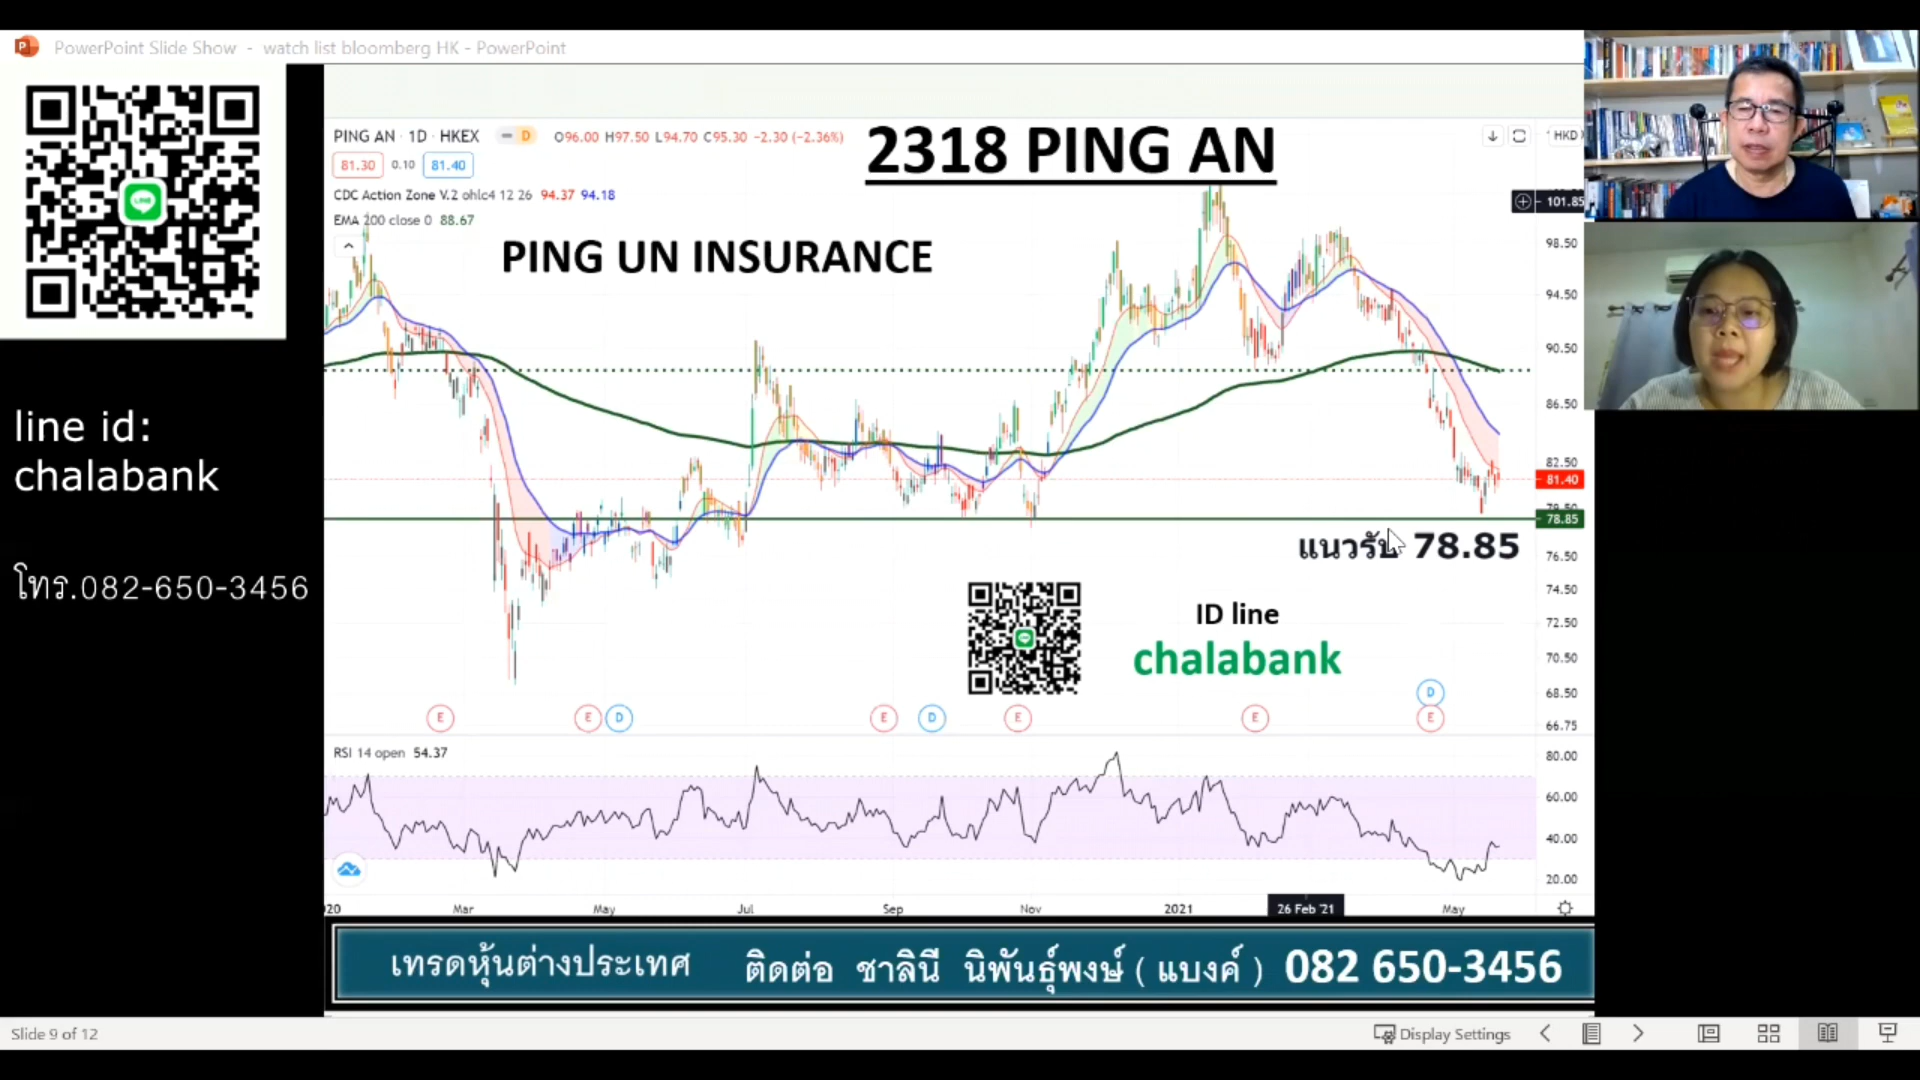 PowerPoint Slide Show - watch list bloomberg HK - PowerPoint
LINE
line id:
chalabank
โทร.082-650-3456
PING AN · 1D · HKEX
D
O96.00 H97.50 L94.70 C95.30 −2.30 (−2.36%)
2318 PING AN
HKD
81.30 0.10 81.40
CDC Action Zone V.2 ohlc4 12 26 94.37 94.18
EMA 200 close 0 88.67
PING UN INSURANCE
101.85
98.50
94.50
90.50
86.50
82.50
81.40
78.85
แนวรับ 78.85
76.50
74.50
72.50
70.50
68.50
66.75
ID line
chalabank
D
E E D E D E E E
RSI 14 open 54.37
80.00
60.00
40.00
20.00
Mar May Jul Sep Nov 2021 26 Feb '21 May
เทรดหุ้นต่างประเทศ ติดต่อ ชาลินี นิพันธุ์พงษ์ ( แบงค์ ) 082 650-3456
Slide 9 of 12
Display Settings